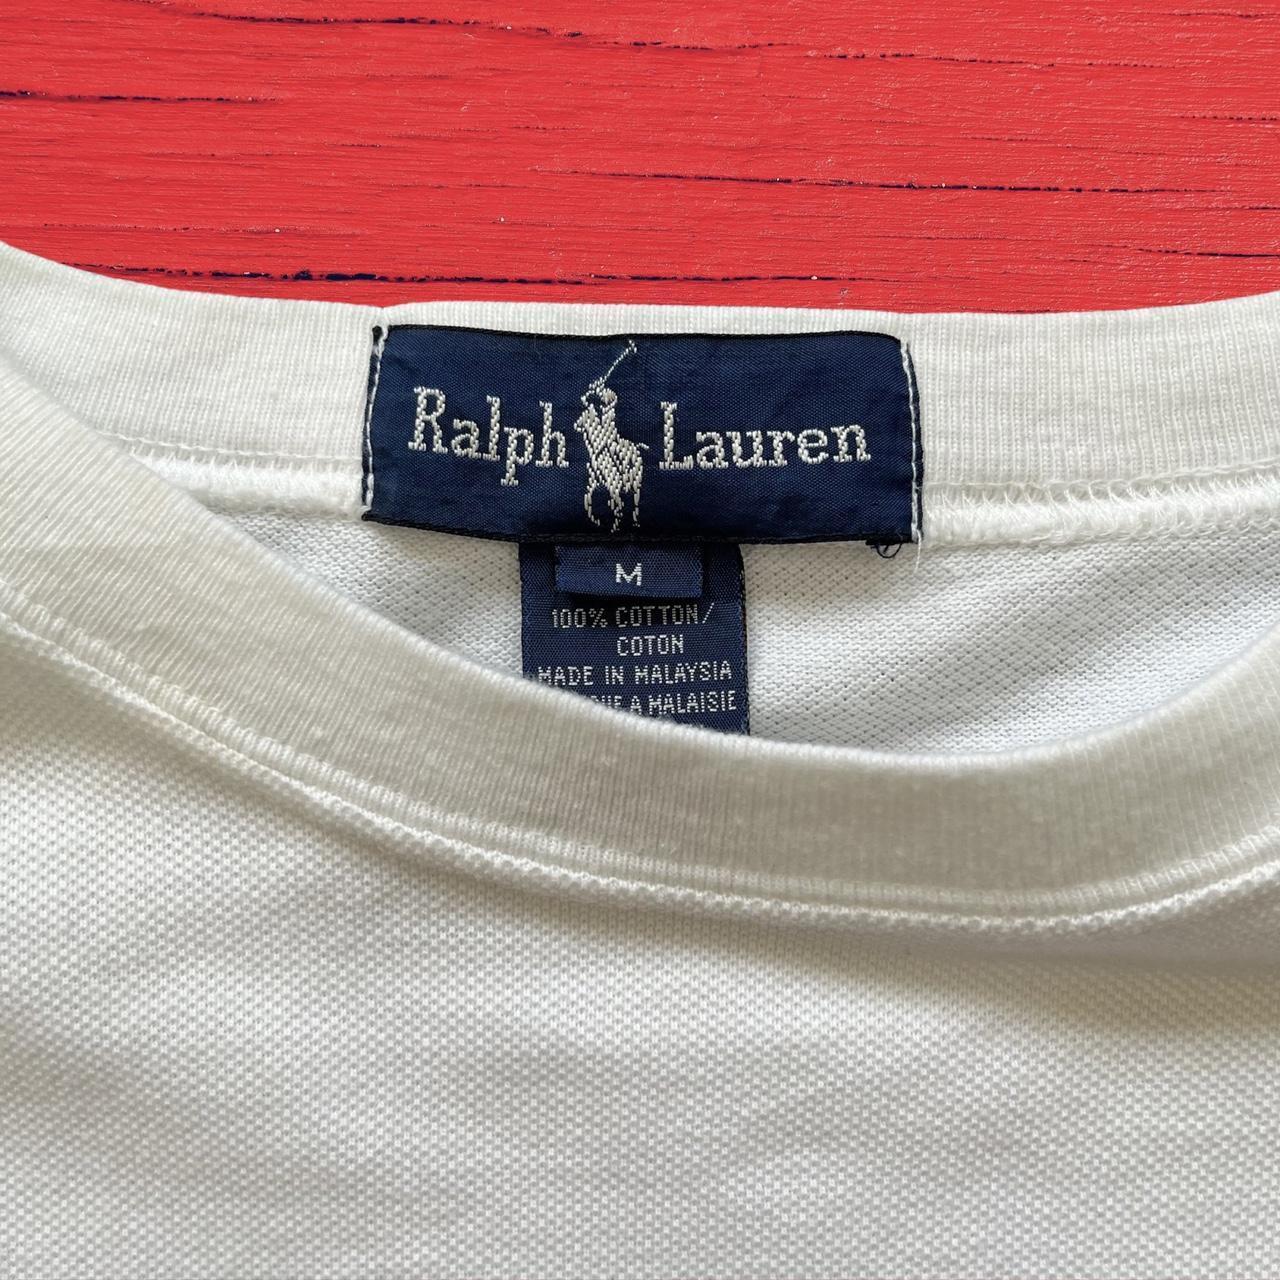 Ralph Lauren
M
100% COTTON/
COTON
MADE IN MALAYSIA
A MALAISIE